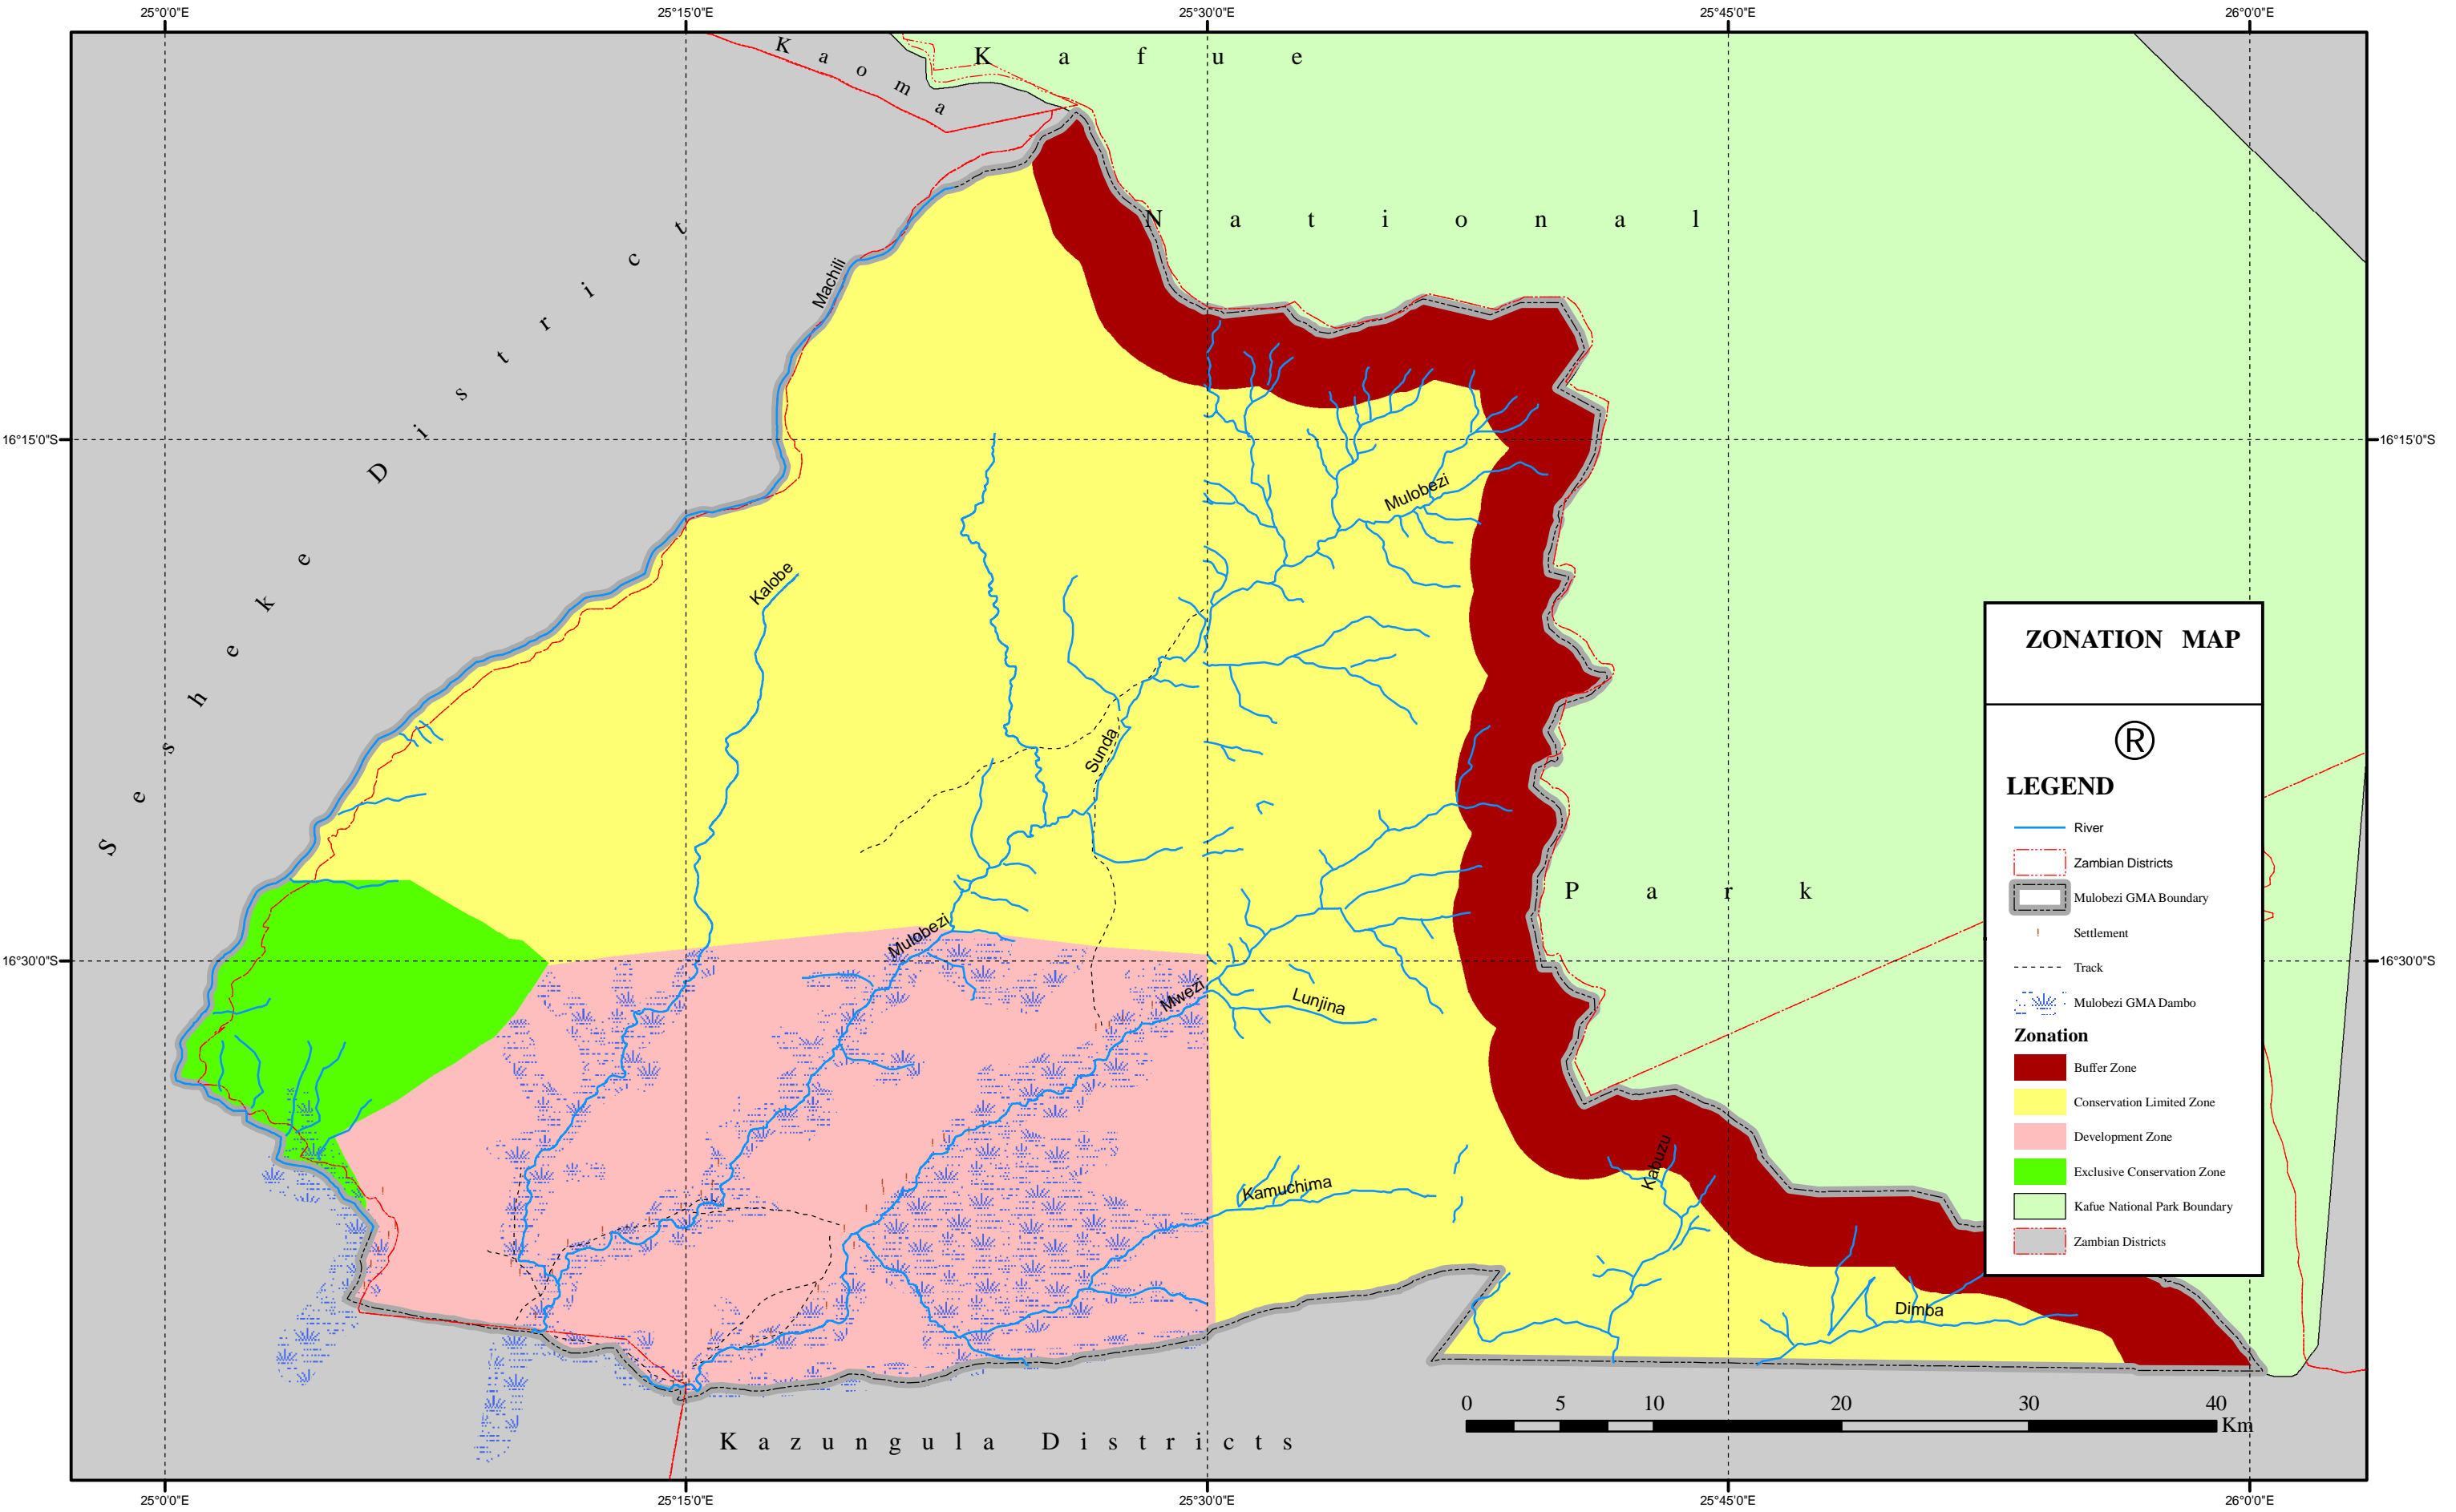 25°0'0"E 25°15'0"E 25°30'0"E 25°45'0"E 26°0'0"E
Kaoma
Kafue
National
Park
Sesheke District
Machili
16°15'0"S 16°15'0"S
Mulobezi
Kalobe
Sunda
Mulobezi
16°30'0"S 16°30'0"S
Mwezi
Lunjina
Kamuchima
Kabuzu
Dimba
Kazungula Districts
ZONATION MAP
®
LEGEND
River
Zambian Districts
Mulobezi GMA Boundary
Settlement
Track
Mulobezi GMA Dambo
Zonation
Buffer Zone
Conservation Limited Zone
Development Zone
Exclusive Conservation Zone
Kafue National Park Boundary
Zambian Districts
0 5 10 20 30 40
Km
25°0'0"E 25°15'0"E 25°30'0"E 25°45'0"E 26°0'0"E